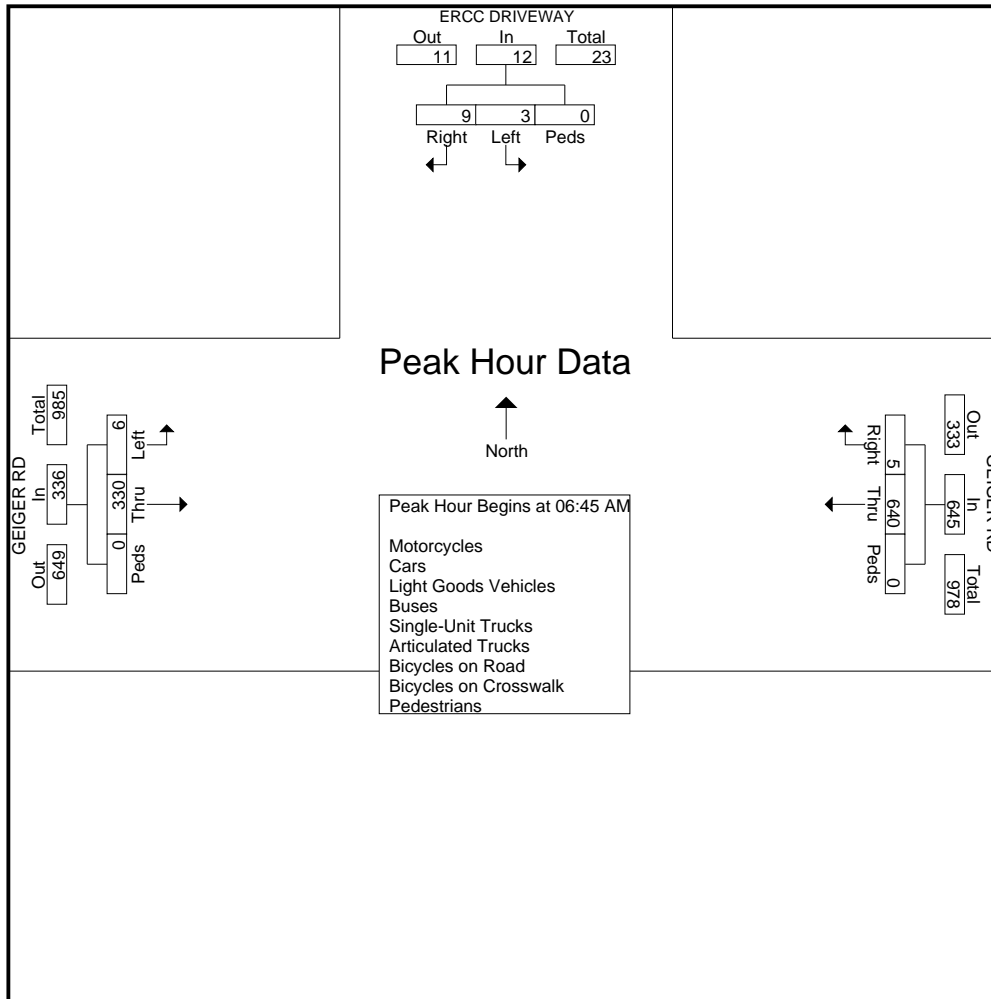 ERCC DRIVEWAY
Out In Total
11 12 23
9 3 0
Right Left Peds
Peak Hour Data
North
GEIGER RD
Out In Total
649 336 985
0 330 6
Peds Thru Left
GEIGER RD
Out In Total
333 645 978
5 640 0
Right Thru Peds
Peak Hour Begins at 06:45 AM
Motorcycles
Cars
Light Goods Vehicles
Buses
Single-Unit Trucks
Articulated Trucks
Bicycles on Road
Bicycles on Crosswalk
Pedestrians